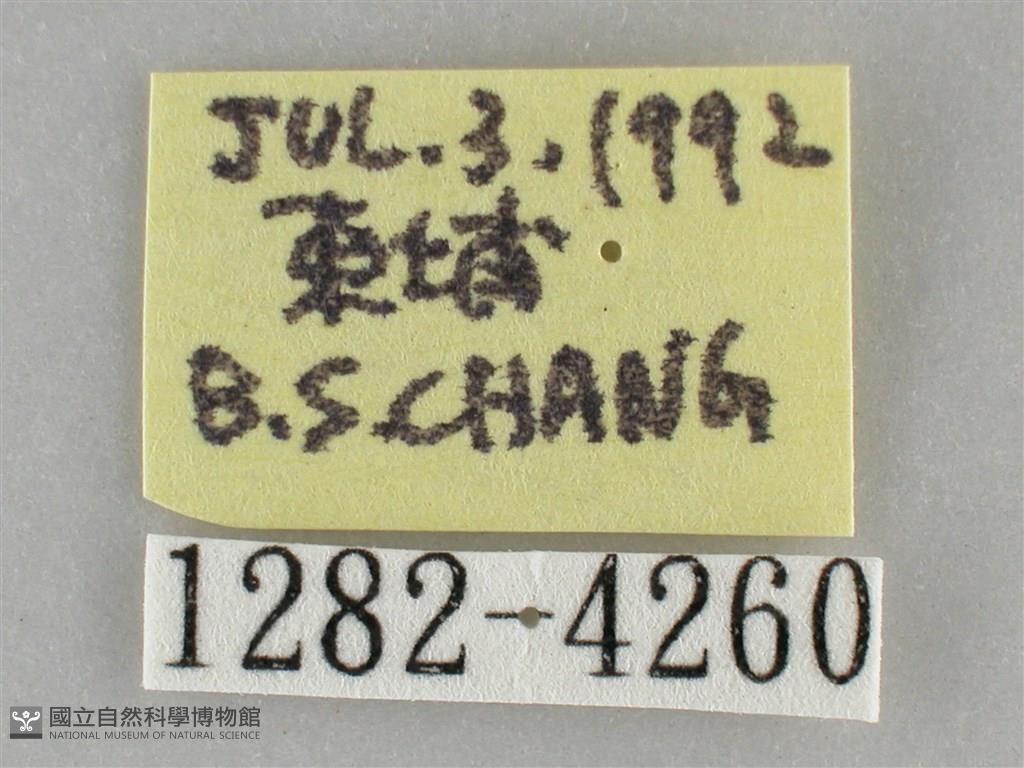 JUL. 3. 1992
東埔
B.S.CHANG
1282-4260
國立自然科學博物館
NATIONAL MUSEUM OF NATURAL SCIENCE